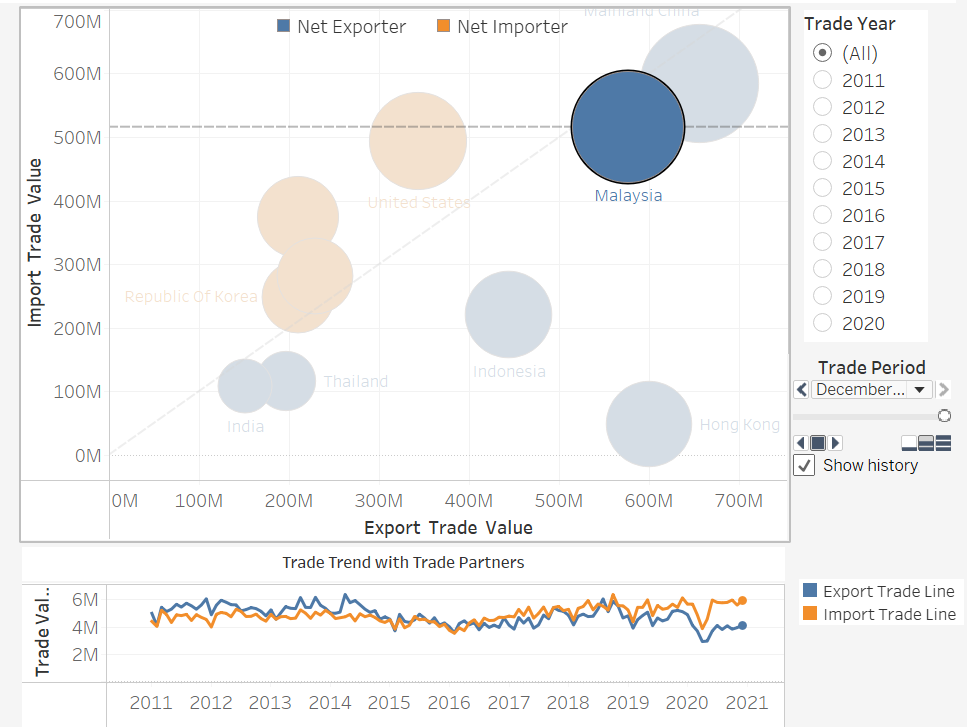 Mainland China
Net Exporter
Net Importer
700M
600M
500M
400M
300M
200M
100M
0M
Import Trade Value
United States
Malaysia
Republic Of Korea
Indonesia
Thailand
India
Hong Kong
0M 100M 200M 300M 400M 500M 600M 700M
Export Trade Value
Trade Year
(All)
2011
2012
2013
2014
2015
2016
2017
2018
2019
2020
Trade Period
December...
Show history
Trade Trend with Trade Partners
Trade Val..
6M
4M
2M
2011 2012 2013 2014 2015 2016 2017 2018 2019 2020 2021
Export Trade Line
Import Trade Line